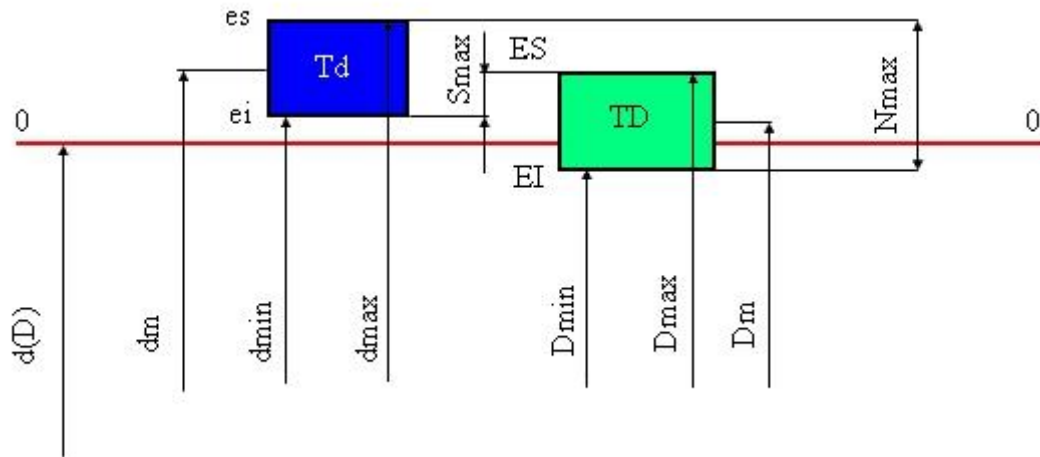 es
Td
ei
0
Smax
ES
TD
EI
Nmax
0
d(D)
dm
dmin
dmax
Dmin
Dmax
Dm